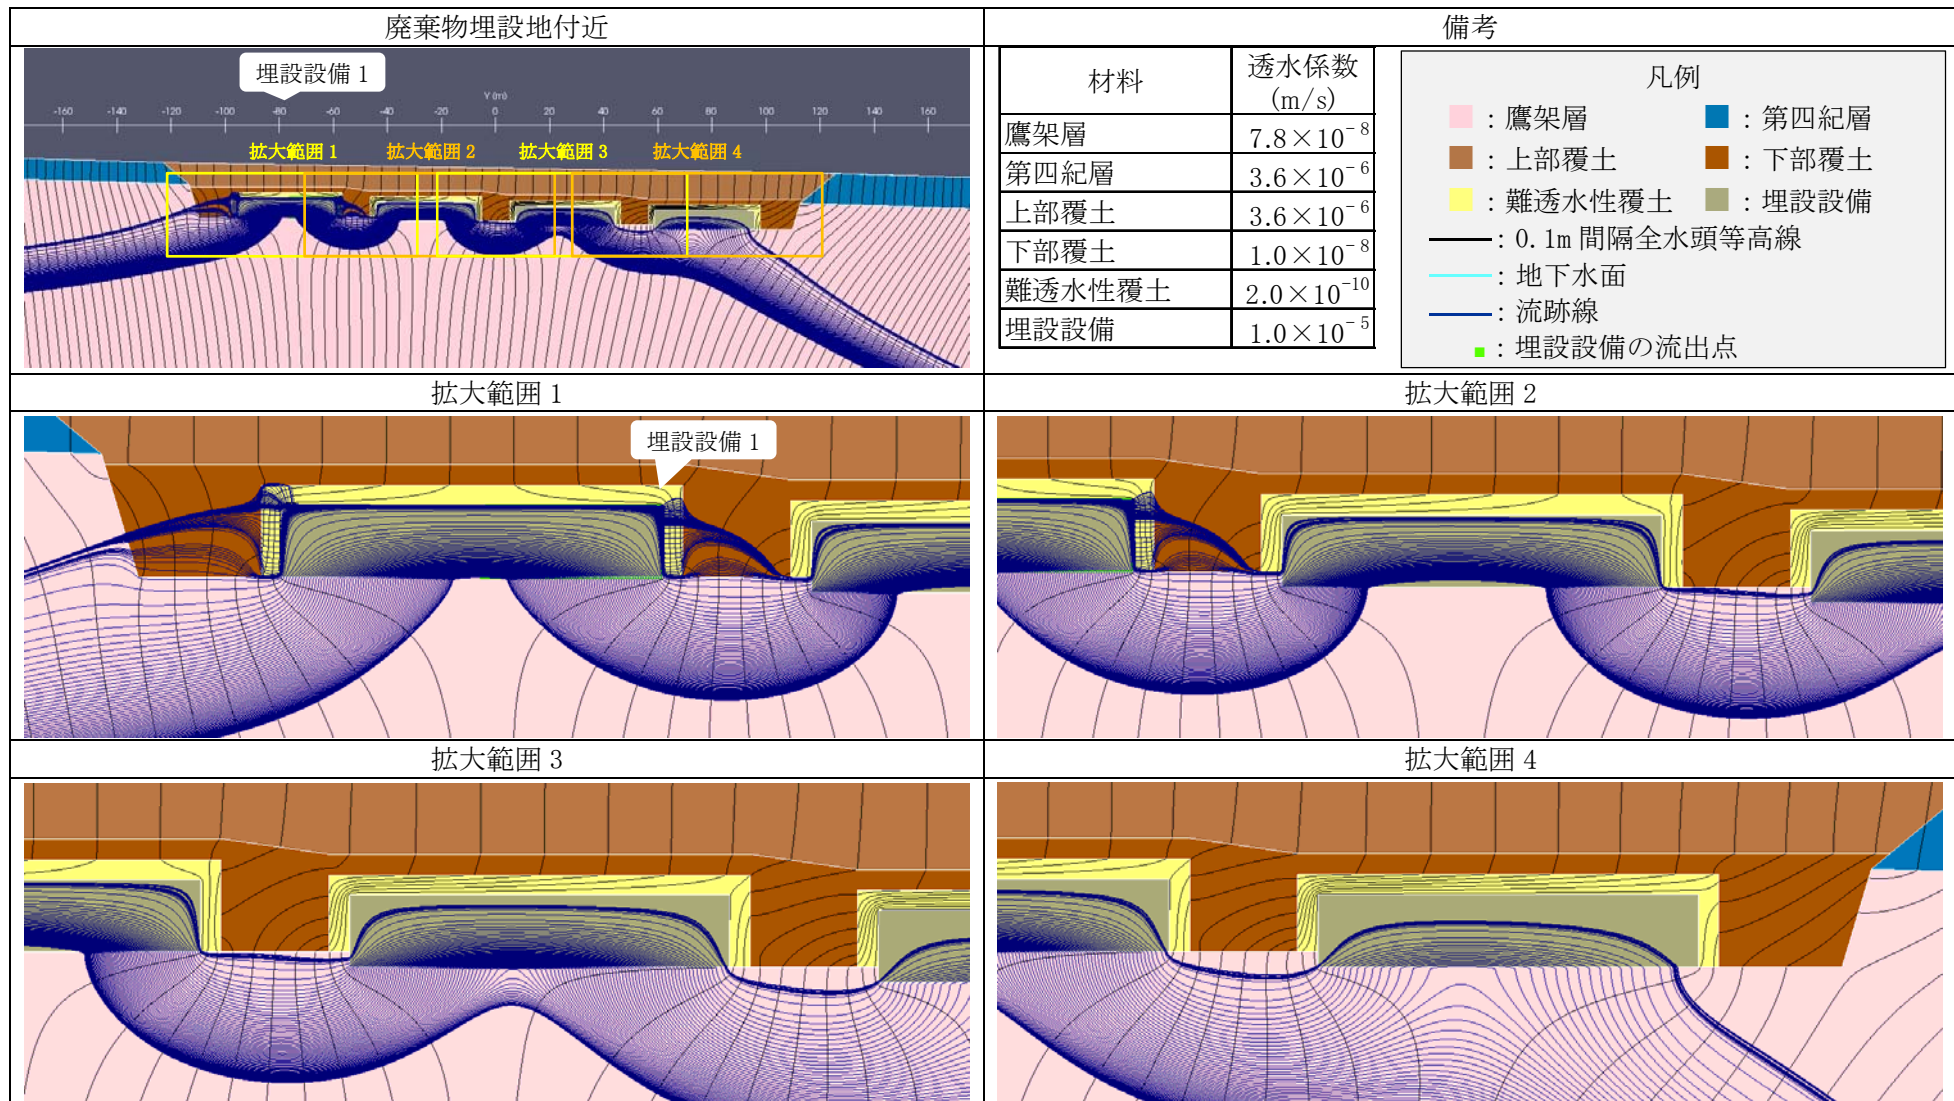 廃棄物埋設地付近
備考
埋設設備 1
Y (m)
-160 -140 -120 -100 -80 -60 -40 -20 0 20 40 60 80 100 120 140 160
拡大範囲 1 拡大範囲 2 拡大範囲 3 拡大範囲 4
材料 透水係数 (m/s)
鷹架層 7.8×10⁻⁸
第四紀層 3.6×10⁻⁶
上部覆土 3.6×10⁻⁶
下部覆土 1.0×10⁻⁸
難透水性覆土 2.0×10⁻¹⁰
埋設設備 1.0×10⁻⁵
凡例
：鷹架層 ：第四紀層
：上部覆土 ：下部覆土
：難透水性覆土 ：埋設設備
：0.1m 間隔全水頭等高線
：地下水面
：流跡線
：埋設設備の流出点
拡大範囲 1
拡大範囲 2
埋設設備 1
拡大範囲 3
拡大範囲 4